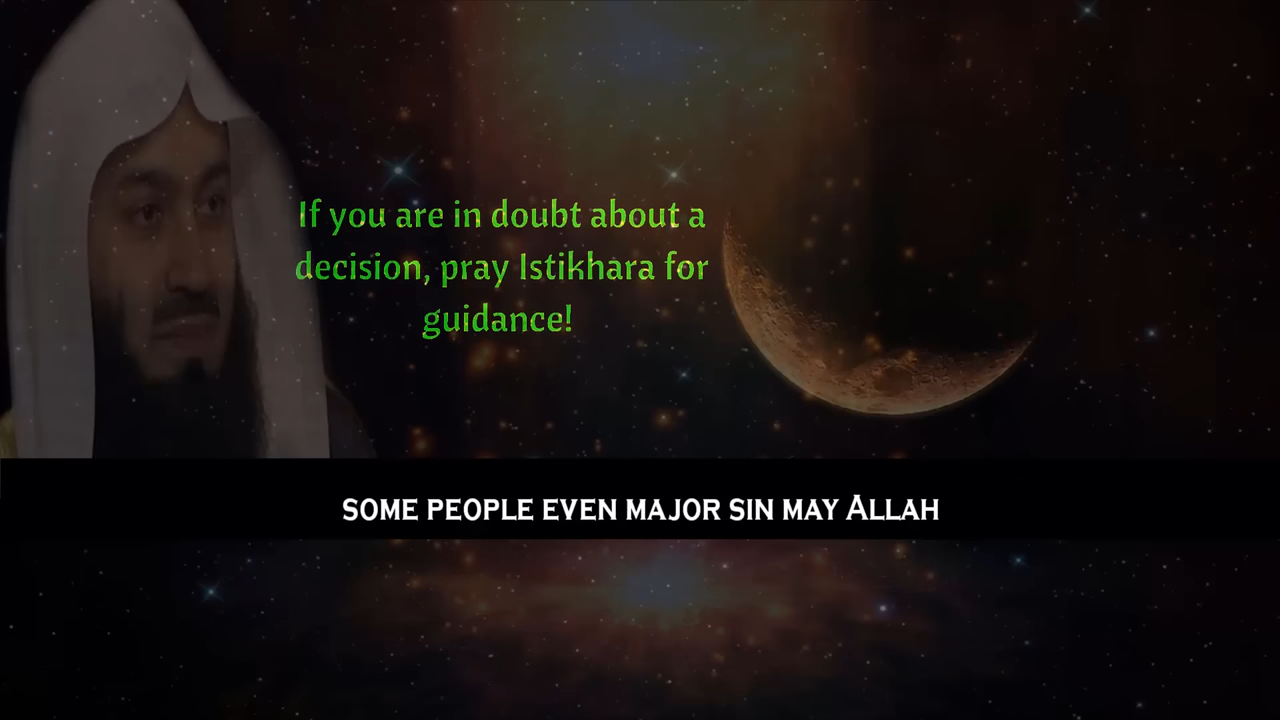 If you are in doubt about a
decision, pray Istikhara for
guidance!
SOME PEOPLE EVEN MAJOR SIN MAY ALLAH